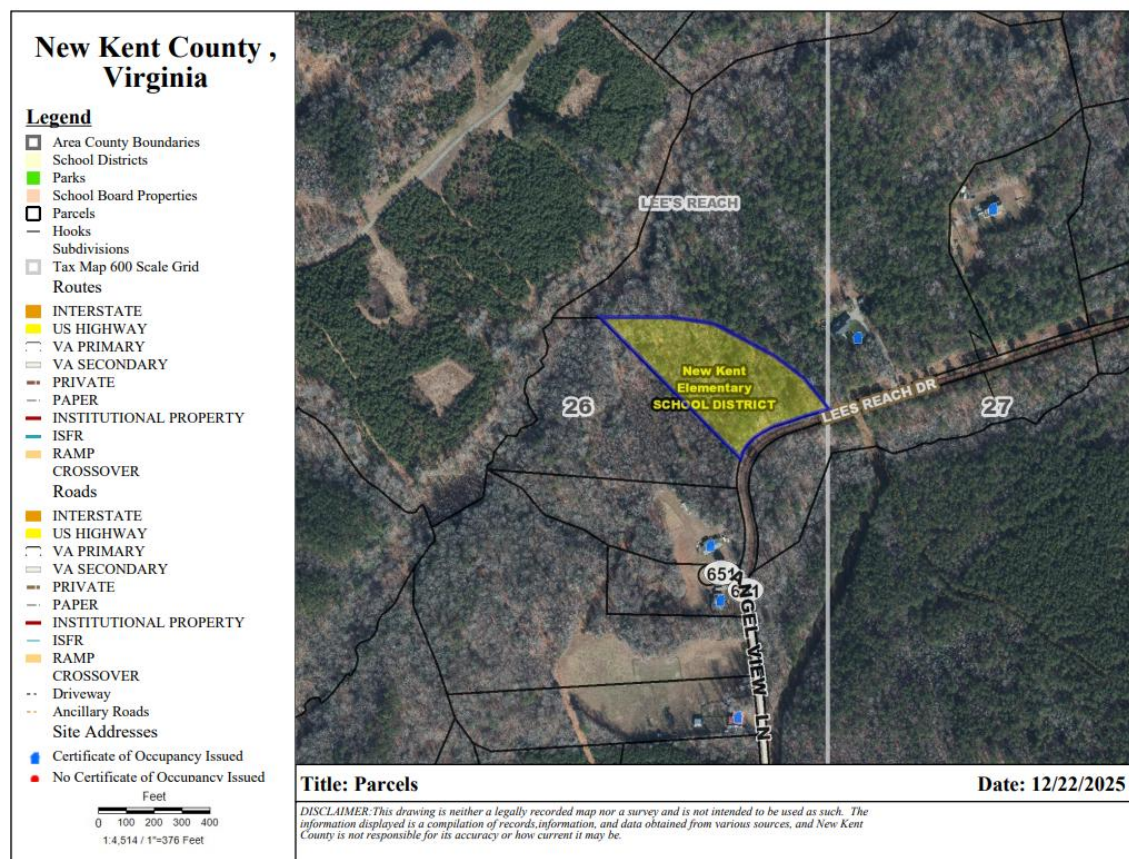 New Kent County ,
Virginia
Legend
Area County Boundaries
School Districts
Parks
School Board Properties
Parcels
Hooks
Subdivisions
Tax Map 600 Scale Grid
Routes
INTERSTATE
US HIGHWAY
VA PRIMARY
VA SECONDARY
PRIVATE
PAPER
INSTITUTIONAL PROPERTY
ISFR
RAMP
CROSSOVER
Roads
INTERSTATE
US HIGHWAY
VA PRIMARY
VA SECONDARY
PRIVATE
PAPER
INSTITUTIONAL PROPERTY
ISFR
RAMP
CROSSOVER
Driveway
Ancillary Roads
Site Addresses
Certificate of Occupancy Issued
No Certificate of Occupancy Issued
Feet
0 100 200 300 400
1:4,514 / 1"=376 Feet
LEE'S REACH
New Kent
Elementary
SCHOOL DISTRICT
26
LEES REACH DR
27
651
ANGEL VIEW LN
Title: Parcels
Date: 12/22/2025
DISCLAIMER:This drawing is neither a legally recorded map nor a survey and is not intended to be used as such. The
information displayed is a compilation of records,information, and data obtained from various sources, and New Kent
County is not responsible for its accuracy or how current it may be.